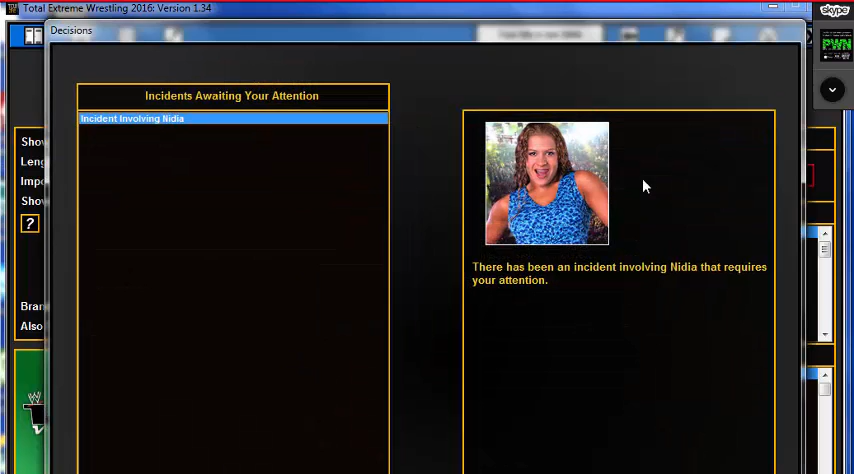 Total Extreme Wrestling 2016: Version 1.34
skype
Decisions
PWN
Incidents Awaiting Your Attention
Incident Involving Nidia
Show
Leng
Impo
Show
?
There has been an incident involving Nidia that requires
your attention.
Bran
Also